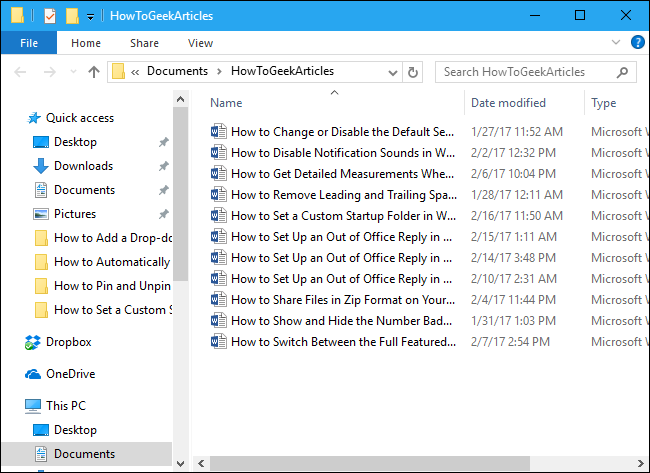 HowToGeekArticles
File Home Share View
« Documents > HowToGeekArticles
Search HowToGeekArticles
Quick access
Desktop
Downloads
Documents
Pictures
How to Add a Drop-do
How to Automatically
How to Pin and Unpin
How to Set a Custom S
Dropbox
OneDrive
This PC
Desktop
Documents
Name Date modified Type
How to Change or Disable the Default Se... 1/27/17 11:52 AM Microsoft W
How to Disable Notification Sounds in W... 2/2/17 12:32 PM Microsoft W
How to Get Detailed Measurements Whe... 2/6/17 10:04 PM Microsoft W
How to Remove Leading and Trailing Spa... 1/28/17 12:11 AM Microsoft W
How to Set a Custom Startup Folder in W... 2/16/17 11:50 AM Microsoft W
How to Set Up an Out of Office Reply in ... 2/15/17 1:11 AM Microsoft W
How to Set Up an Out of Office Reply in ... 2/14/17 3:48 PM Microsoft W
How to Set Up an Out of Office Reply in ... 2/10/17 2:31 AM Microsoft W
How to Share Files in Zip Format on Your... 2/4/17 11:44 PM Microsoft W
How to Show and Hide the Number Bad... 1/31/17 1:03 PM Microsoft W
How to Switch Between the Full Featured... 2/7/17 2:54 PM Microsoft W